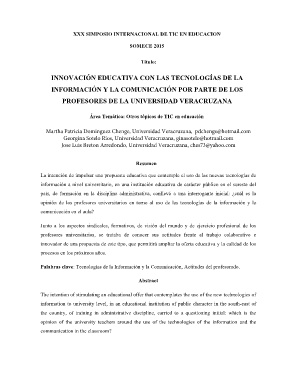 XXX SIMPOSIO INTERNACIONAL DE TIC EN EDUCACION
SOMECE 2015
Título:
INNOVACIÓN EDUCATIVA CON LAS TECNOLOGÍAS DE LA
INFORMACIÓN Y LA COMUNICACIÓN POR PARTE DE LOS
PROFESORES DE LA UNIVERSIDAD VERACRUZANA
Área Temática: Otros tópicos de TIC en educación
Martha Patricia Domínguez Chenge, Universidad Veracruzana, pdchenge@hotmail.com
Georgina Sotelo Ríos, Universidad Veracruzana, ginasotelo@hotmail.com
Jose Luis Breton Arredondo, Universidad Veracruzana, ches73@yahoo.com
Resumen
La intención de impulsar una propuesta educativa que contemple el uso de las nuevas tecnologías de
información a nivel universitario, en una institución educativa de carácter público en el sureste del
país, de formación en la disciplina administrativa, conlleva a una interrogante inicial: ¿cuál es la
opinión de los profesores universitarios en torno al uso de las tecnologías de la información y la
comunicación en el aula?
Junto a los aspectos sindicales, formativos, de visión del mundo y de ejercicio profesional de los
profesores universitarios, se tratará de conocer sus actitudes frente al trabajo colaborativo e
innovador de una propuesta de este tipo, que permitirá ampliar la oferta educativa y la calidad de los
procesos en los próximos años.
Palabras clave: Tecnologías de la Información y la Comunicación, Actitudes del profesorado.
Abstract
The intention of stimulating an educational offer that contemplates the use of the new technologies of
information to university level, in an educational institution of public character in the south-east of
the country, of training in administrative discipline, carried to a questioning initial: which is the
opinion of the university teachers around the use of the technologies of the information and the
communication in the classroom?